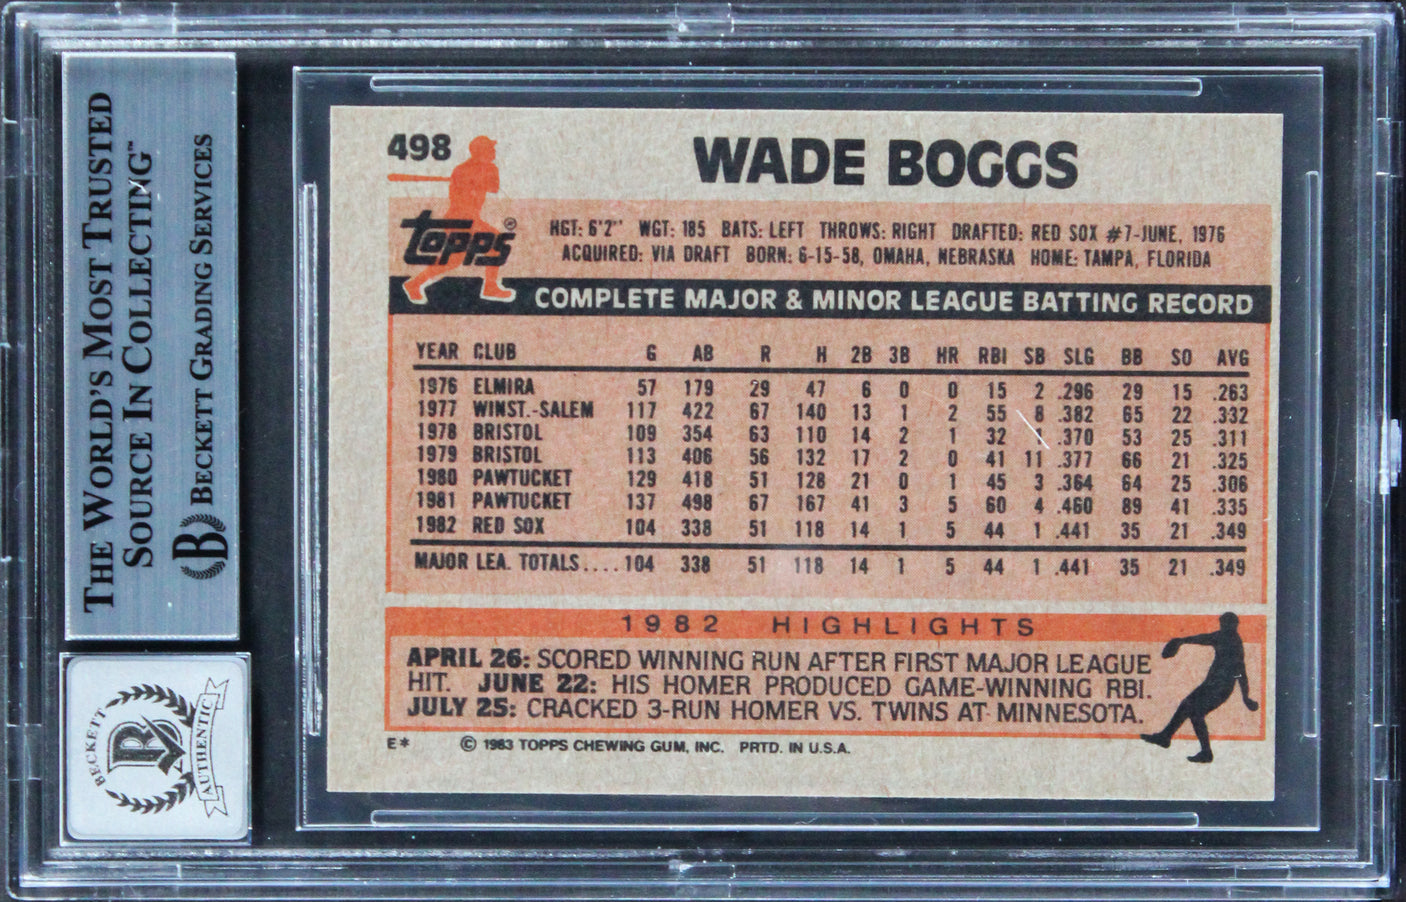 THE WORLD'S MOST TRUSTED
SOURCE IN COLLECTING™
BECKETT GRADING SERVICES
B
BECKETT
AUTHENTIC
498
WADE BOGGS
topps®
HGT: 6'2" WGT: 185 BATS: LEFT THROWS: RIGHT DRAFTED: RED SOX #7-JUNE, 1976
ACQUIRED: VIA DRAFT BORN: 6-15-58, OMAHA, NEBRASKA HOME: TAMPA, FLORIDA
COMPLETE MAJOR & MINOR LEAGUE BATTING RECORD
YEAR CLUB G AB R H 2B 3B HR RBI SB SLG BB SO AVG
1976 ELMIRA 57 179 29 47 6 0 0 15 2 .296 29 15 .263
1977 WINST.-SALEM 117 422 67 140 13 1 2 55 8 .382 65 22 .332
1978 BRISTOL 109 354 63 110 14 2 1 32 1 .370 53 25 .311
1979 BRISTOL 113 406 56 132 17 2 0 41 11 .377 66 21 .325
1980 PAWTUCKET 129 418 51 128 21 0 1 45 3 .364 64 25 .306
1981 PAWTUCKET 137 498 67 167 41 3 5 60 4 .460 89 41 .335
1982 RED SOX 104 338 51 118 14 1 5 44 1 .441 35 21 .349
MAJOR LEA. TOTALS....104 338 51 118 14 1 5 44 1 .441 35 21 .349
1982 HIGHLIGHTS
APRIL 26: SCORED WINNING RUN AFTER FIRST MAJOR LEAGUE
HIT. JUNE 22: HIS HOMER PRODUCED GAME-WINNING RBI.
JULY 25: CRACKED 3-RUN HOMER VS. TWINS AT MINNESOTA.
E* © 1983 TOPPS CHEWING GUM, INC. PRTD. IN U.S.A.